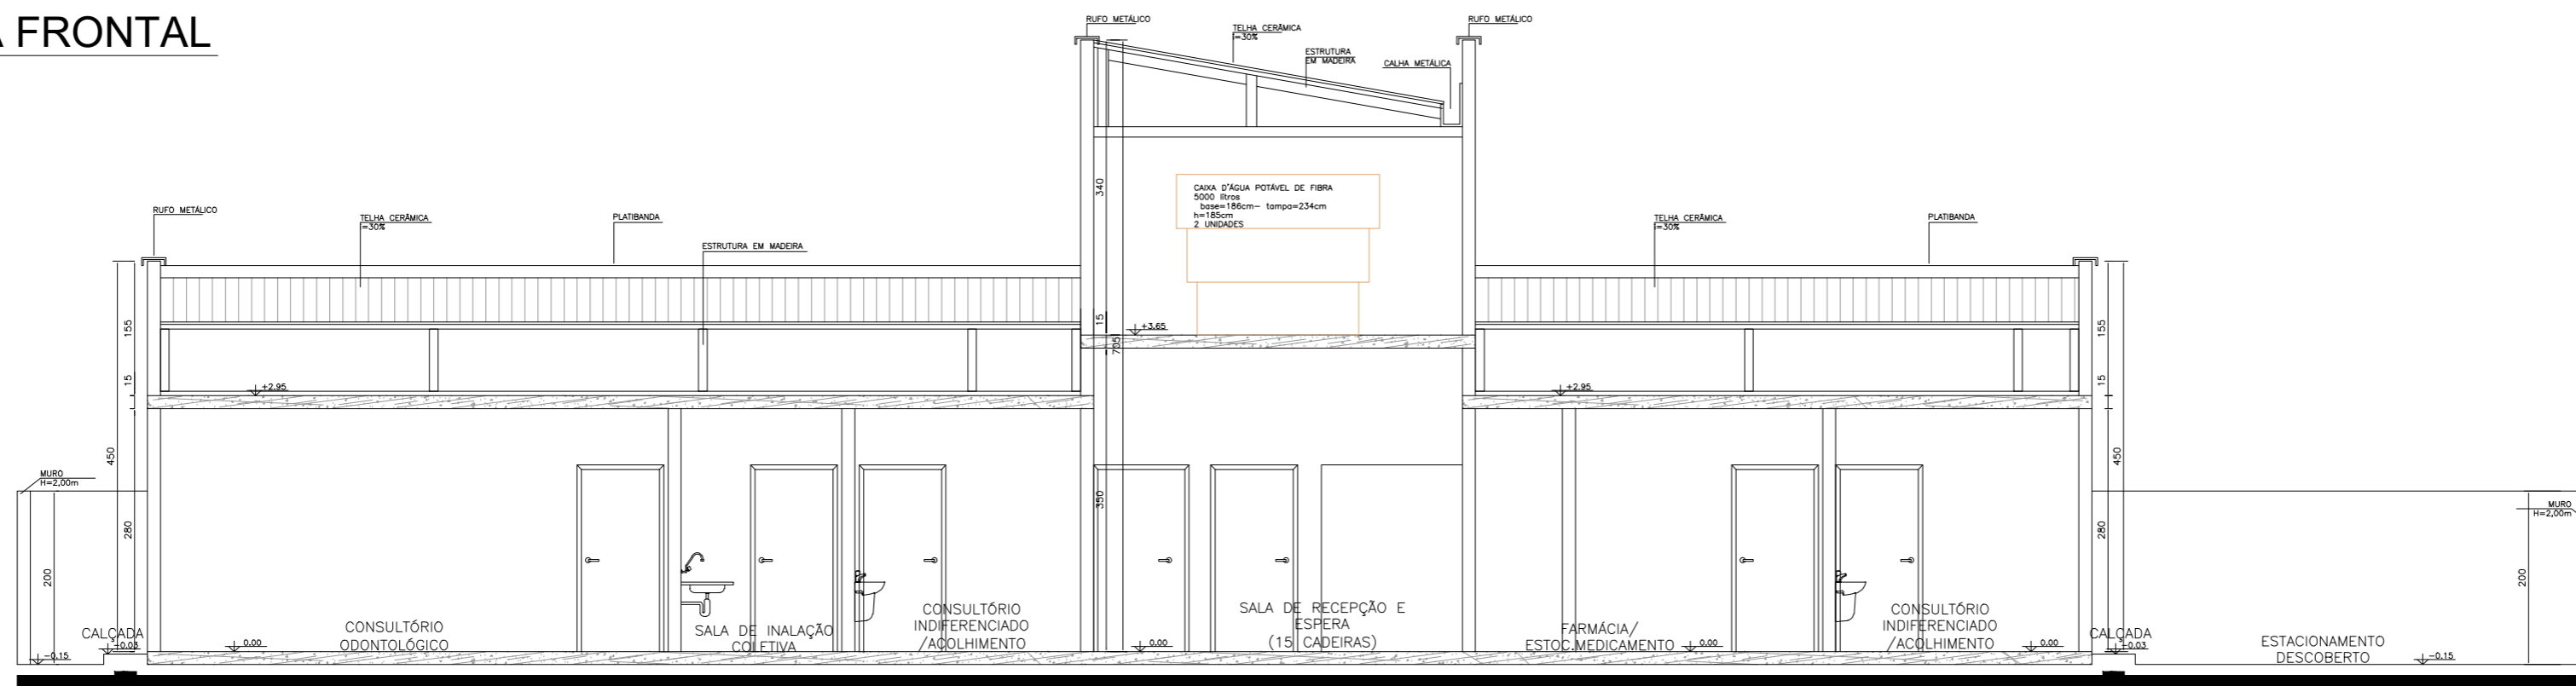 A FRONTAL
RUFO METÁLICO
TELHA CERÂMICA
i=30%
RUFO METÁLICO
ESTRUTURA
EM MADEIRA
CALHA METÁLICA
340
CAIXA D'ÁGUA POTÁVEL DE FIBRA
5000 litros
base=186cm- tampa=234cm
h=185cm
2 UNIDADES
RUFO METÁLICO
TELHA CERÂMICA
i=30%
PLATIBANDA
ESTRUTURA EM MADEIRA
TELHA CERÂMICA
i=30%
PLATIBANDA
155
15
+3.65
705
155
15
+2.95
+2.95
15
450
450
MURO
H=2,00m
350
MURO
H=2,00m
280
280
200
200
CALÇADA
+0.03
-0.15
0.00
CONSULTÓRIO
ODONTOLÓGICO
SALA DE INALAÇÃO
COLETIVA
CONSULTÓRIO
INDIFERENCIADO
/ACOLHIMENTO
0.00
SALA DE RECEPÇÃO E
ESPERA
(15 CADEIRAS)
FARMÁCIA/
ESTOC.MEDICAMENTO
0.00
CONSULTÓRIO
INDIFERENCIADO
/ACOLHIMENTO
0.00
CALÇADA
+0.03
ESTACIONAMENTO
DESCOBERTO
-0.15